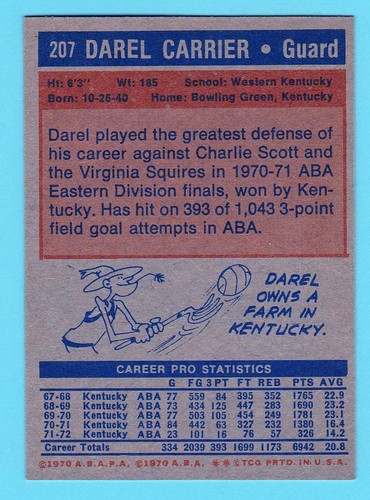 207 DAREL CARRIER • Guard
Ht: 6'3" Wt: 185 School: Western Kentucky
Born: 10-26-40 Home: Bowling Green, Kentucky
Darel played the greatest defense of
his career against Charlie Scott and
the Virginia Squires in 1970-71 ABA
Eastern Division finals, won by Ken-
tucky. Has hit on 393 of 1,043 3-point
field goal attempts in ABA.
DAREL
OWNS A
FARM IN
KENTUCKY.
CAREER PRO STATISTICS
G FG 3PT FT REB PTS AVG
67-68 Kentucky ABA 77 559 84 395 352 1765 22.9
68-69 Kentucky ABA 73 434 125 447 283 1690 23.2
69-70 Kentucky ABA 77 503 105 454 249 1781 23.1
70-71 Kentucky ABA 84 442 63 327 232 1380 16.4
71-72 Kentucky ABA 23 101 16 76 57 326 14.2
Career Totals 334 2039 393 1699 1173 6942 20.8
©1970 A.B.A.P.A. ©1970 A.B.A. ★©TCG PRTD. IN U.S.A.